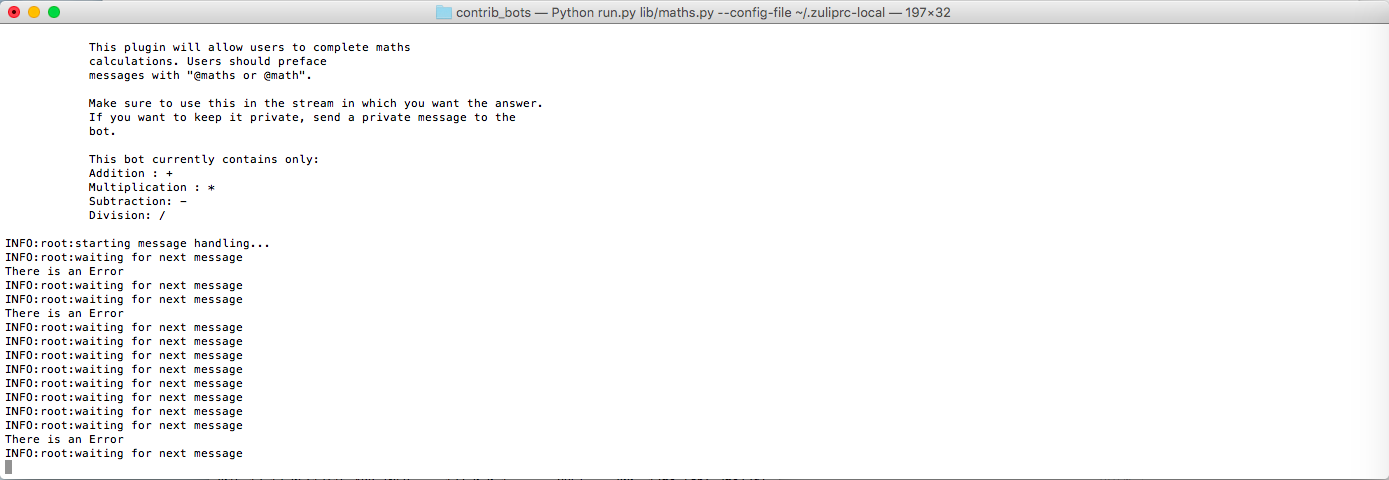 contrib_bots — Python run.py lib/maths.py --config-file ~/.zuliprc-local — 197×32
This plugin will allow users to complete maths
calculations. Users should preface
messages with "@maths or @math".
Make sure to use this in the stream in which you want the answer.
If you want to keep it private, send a private message to the
bot.
This bot currently contains only:
Addition : +
Multiplication : *
Subtraction: -
Division: /
INFO:root:starting message handling...
INFO:root:waiting for next message
There is an Error
INFO:root:waiting for next message
INFO:root:waiting for next message
There is an Error
INFO:root:waiting for next message
INFO:root:waiting for next message
INFO:root:waiting for next message
INFO:root:waiting for next message
INFO:root:waiting for next message
INFO:root:waiting for next message
INFO:root:waiting for next message
INFO:root:waiting for next message
There is an Error
INFO:root:waiting for next message